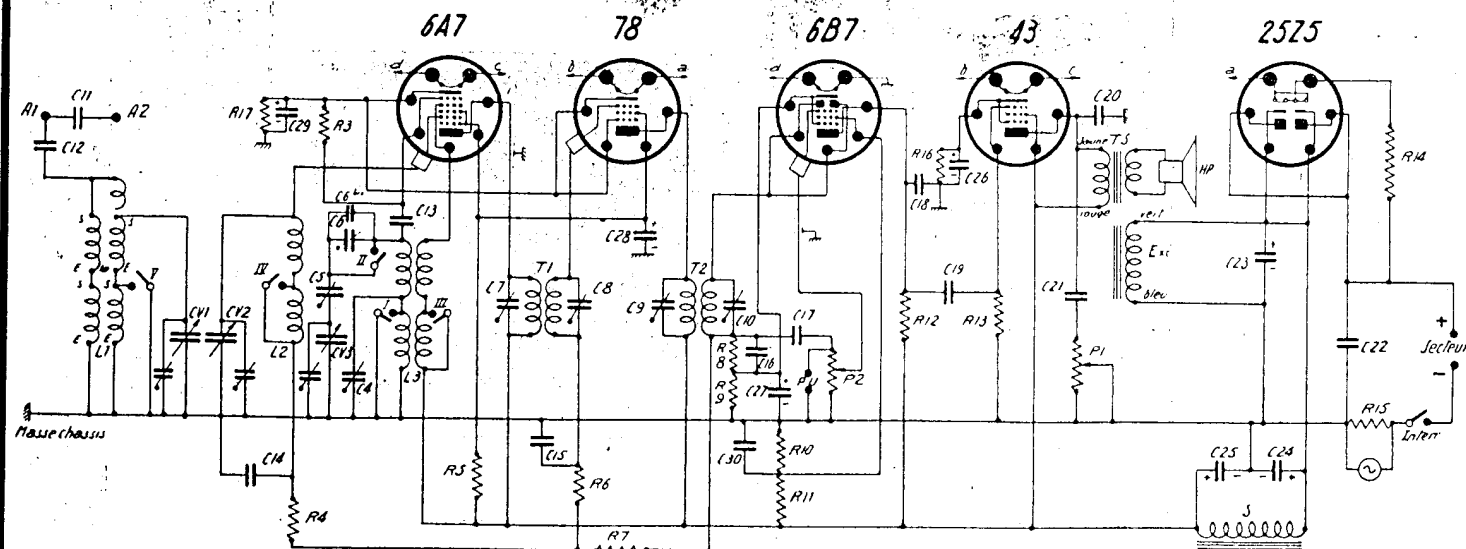 6A7
78
6B7
43
25Z5
a
c
b
a
d
b
c
a
A1
C11
A2
C12
R17
C29
R3
C6
C6
C13
II
C5
IV
V
CV1
CV2
CV3
L1
L2
L3
C4
I
III
S
S
E
E
S
S
E
E
C7
T1
C8
C28
+
-
C9
T2
C10
C17
R8
R9
C16
C27
PU
P2
C18
R16
C26
C19
R12
R13
C20
TS
HP
rouge
vert
Exc
bleu
C21
P1
C23
+
-
R14
C22
+
Secteur
-
R15
Interr
Masse chassis
C14
R4
R5
C15
R6
R7
C30
R10
R11
C25
+ -
C24
- +
S